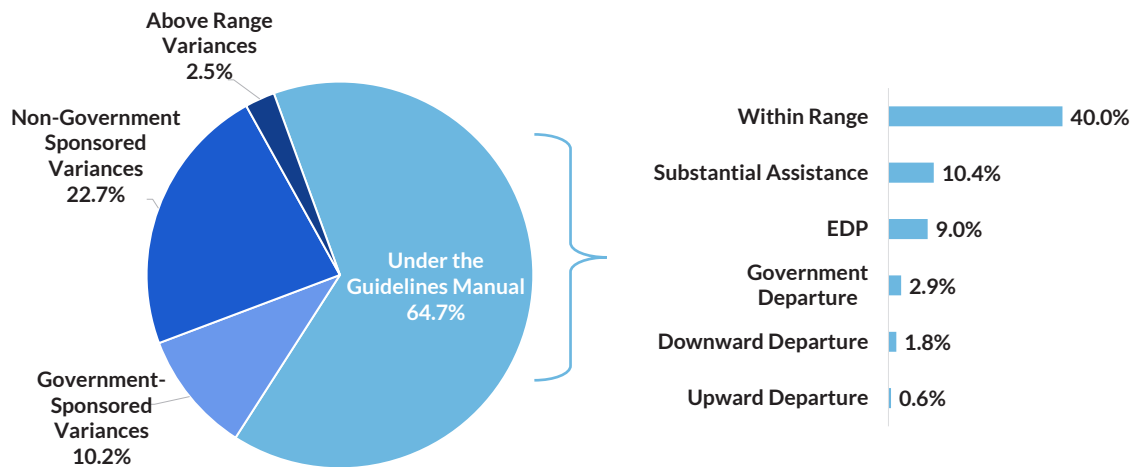 Above Range
Variances
2.5%
Non-Government
Sponsored
Variances
22.7%
Under the
Guidelines Manual
64.7%
Government-
Sponsored
Variances
10.2%
Within Range
40.0%
Substantial Assistance
10.4%
EDP
9.0%
Government
Departure
2.9%
Downward Departure
1.8%
Upward Departure
0.6%